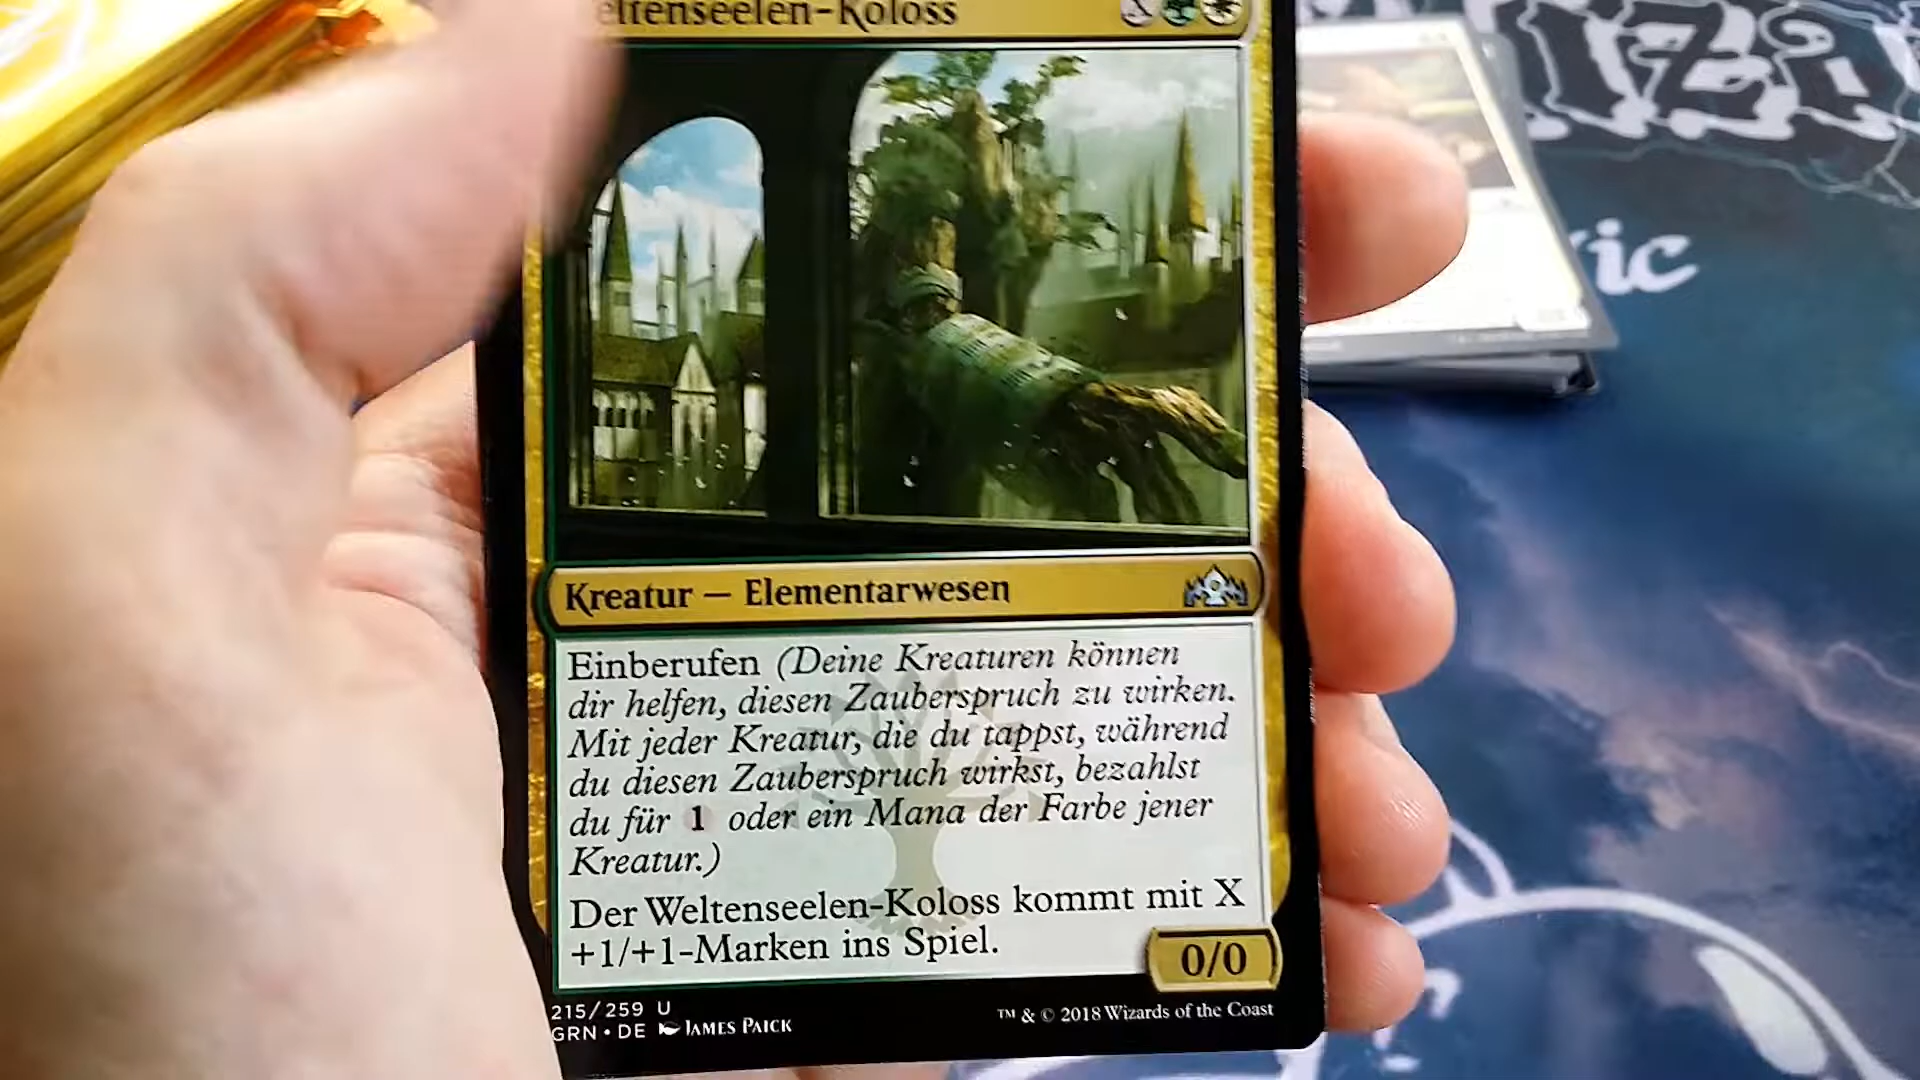 eltenseelen-Koloss
X
Kreatur — Elementarwesen
Einberufen (Deine Kreaturen können
dir helfen, diesen Zauberspruch zu wirken.
Mit jeder Kreatur, die du tappst, während
du diesen Zauberspruch wirkst, bezahlst
du für 1 oder ein Mana der Farbe jener
Kreatur.)
Der Weltenseelen-Koloss kommt mit X
+1/+1-Marken ins Spiel.
0/0
215/259 U
GRN • DE JAMES PAICK
™ & © 2018 Wizards of the Coast